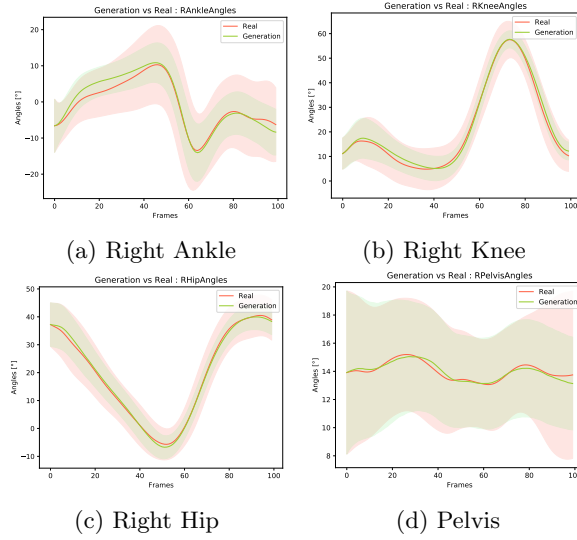 Generation vs Real : RAnkleAngles
Real
Generation
20
10
0
−10
−20
Angles [°]
0
20
40
60
80
100
Frames
(a) Right Ankle
Generation vs Real : RKneeAngles
Real
Generation
60
50
40
30
20
10
0
Angles [°]
0
20
40
60
80
100
Frames
(b) Right Knee
Generation vs Real : RHipAngles
Real
Generation
50
40
30
20
10
0
−10
Angles [°]
0
20
40
60
80
100
Frames
(c) Right Hip
Generation vs Real : RPelvisAngles
Real
Generation
20
18
16
14
12
10
8
Angles [°]
0
20
40
60
80
100
Frames
(d) Pelvis